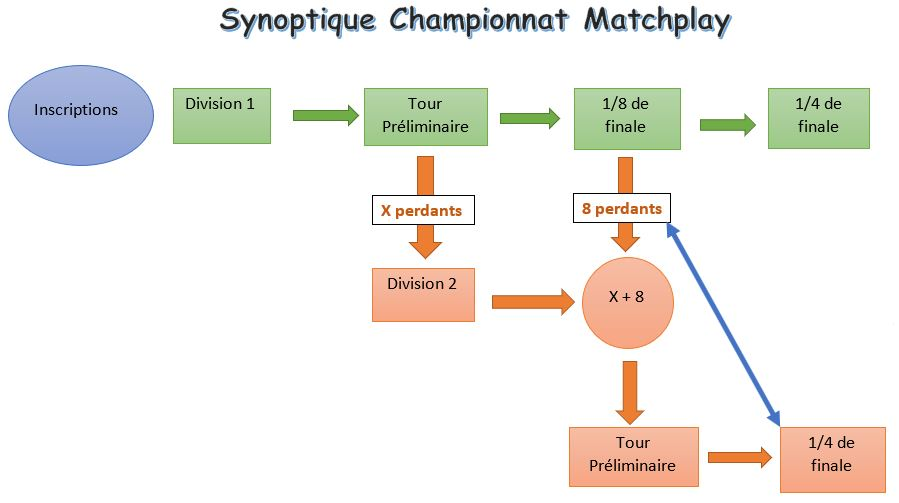 Synoptique Championnat Matchplay
Inscriptions
Division 1
Tour
Préliminaire
1/8 de
finale
1/4 de
finale
X perdants
8 perdants
Division 2
X + 8
Tour
Préliminaire
1/4 de
finale